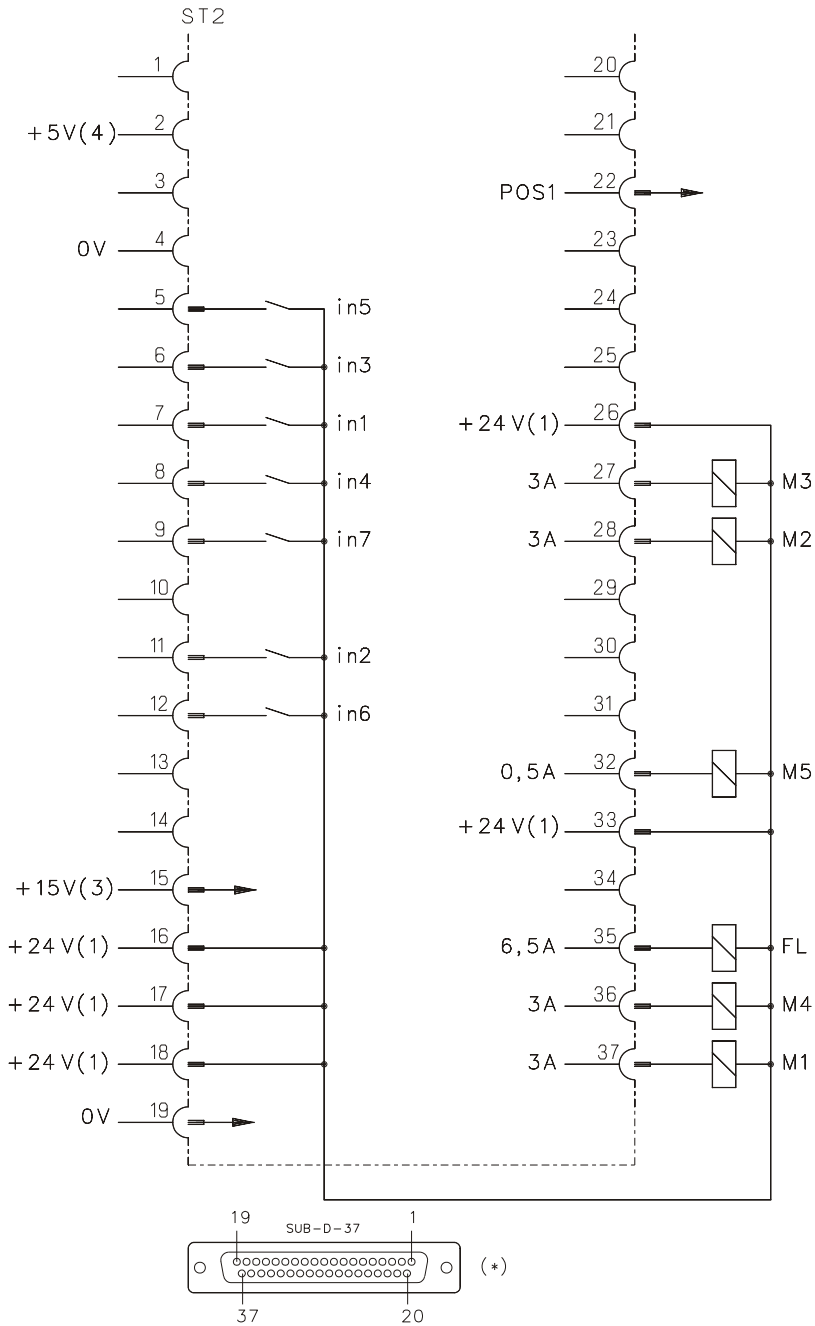 ST2
1
+5V(4) 2
3
0V 4
5 in5
6 in3
7 in1
8 in4
9 in7
10
11 in2
12 in6
13
14
+15V(3) 15
+24V(1) 16
+24V(1) 17
+24V(1) 18
0V 19
20
21
POS1 22
23
24
25
+24V(1) 26
3A 27 M3
3A 28 M2
29
30
31
0,5A 32 M5
+24V(1) 33
34
6,5A 35 FL
3A 36 M4
3A 37 M1
19 SUB-D-37 1
(*)
37 20